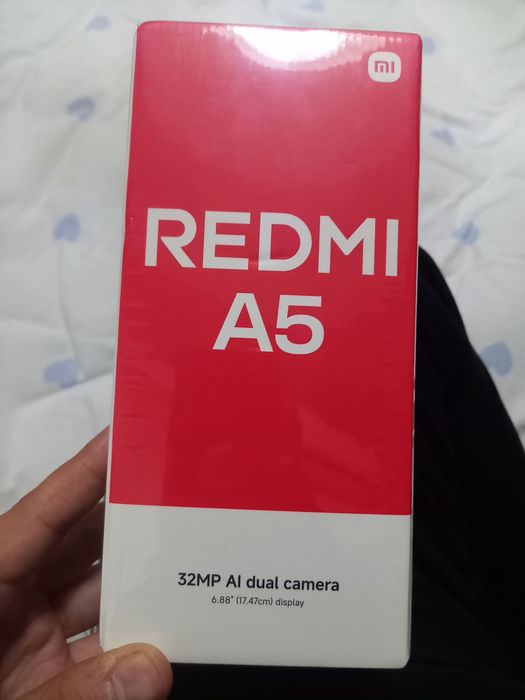 mi
REDMI
A5
32MP AI dual camera
6.88" (17.47cm) display